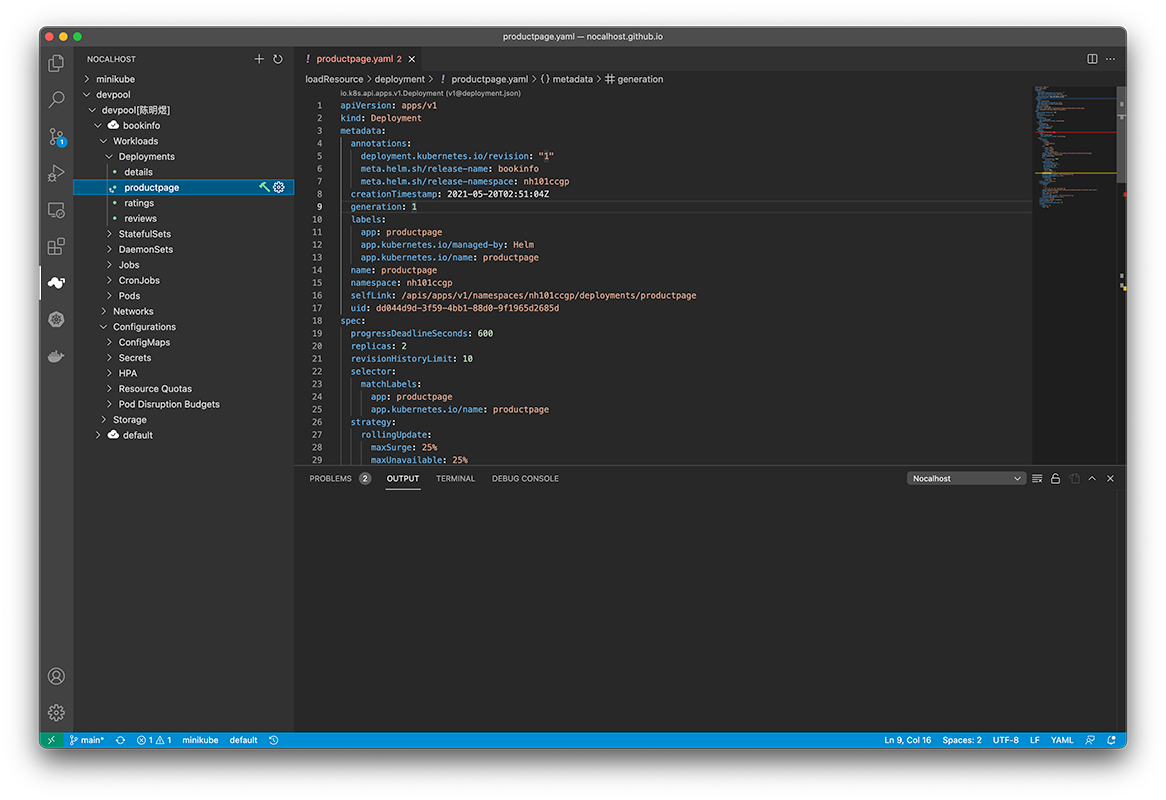 productpage.yaml — nocalhost.github.io
NOCALHOST
minikube
devpool
devpool[陈明煜]
bookinfo
Workloads
Deployments
details
productpage
ratings
reviews
StatefulSets
DaemonSets
Jobs
CronJobs
Pods
Networks
Configurations
ConfigMaps
Secrets
HPA
Resource Quotas
Pod Disruption Budgets
Storage
default
1
! productpage.yaml 2
loadResource > deployment > ! productpage.yaml > {} metadata > # generation
io.k8s.api.apps.v1.Deployment (v1@deployment.json)
1 apiVersion: apps/v1
2 kind: Deployment
3 metadata:
4 annotations:
5 deployment.kubernetes.io/revision: "1"
6 meta.helm.sh/release-name: bookinfo
7 meta.helm.sh/release-namespace: nh101ccgp
8 creationTimestamp: 2021-05-20T02:51:04Z
9 generation: 1
10 labels:
11 app: productpage
12 app.kubernetes.io/managed-by: Helm
13 app.kubernetes.io/name: productpage
14 name: productpage
15 namespace: nh101ccgp
16 selfLink: /apis/apps/v1/namespaces/nh101ccgp/deployments/productpage
17 uid: dd044d9d-3f59-4bb1-88d0-9f1965d2685d
18 spec:
19 progressDeadlineSeconds: 600
20 replicas: 2
21 revisionHistoryLimit: 10
22 selector:
23 matchLabels:
24 app: productpage
25 app.kubernetes.io/name: productpage
26 strategy:
27 rollingUpdate:
28 maxSurge: 25%
29 maxUnavailable: 25%
PROBLEMS 2 OUTPUT TERMINAL DEBUG CONSOLE Nocalhost
main* 1 1 minikube default Ln 9, Col 16 Spaces: 2 UTF-8 LF YAML